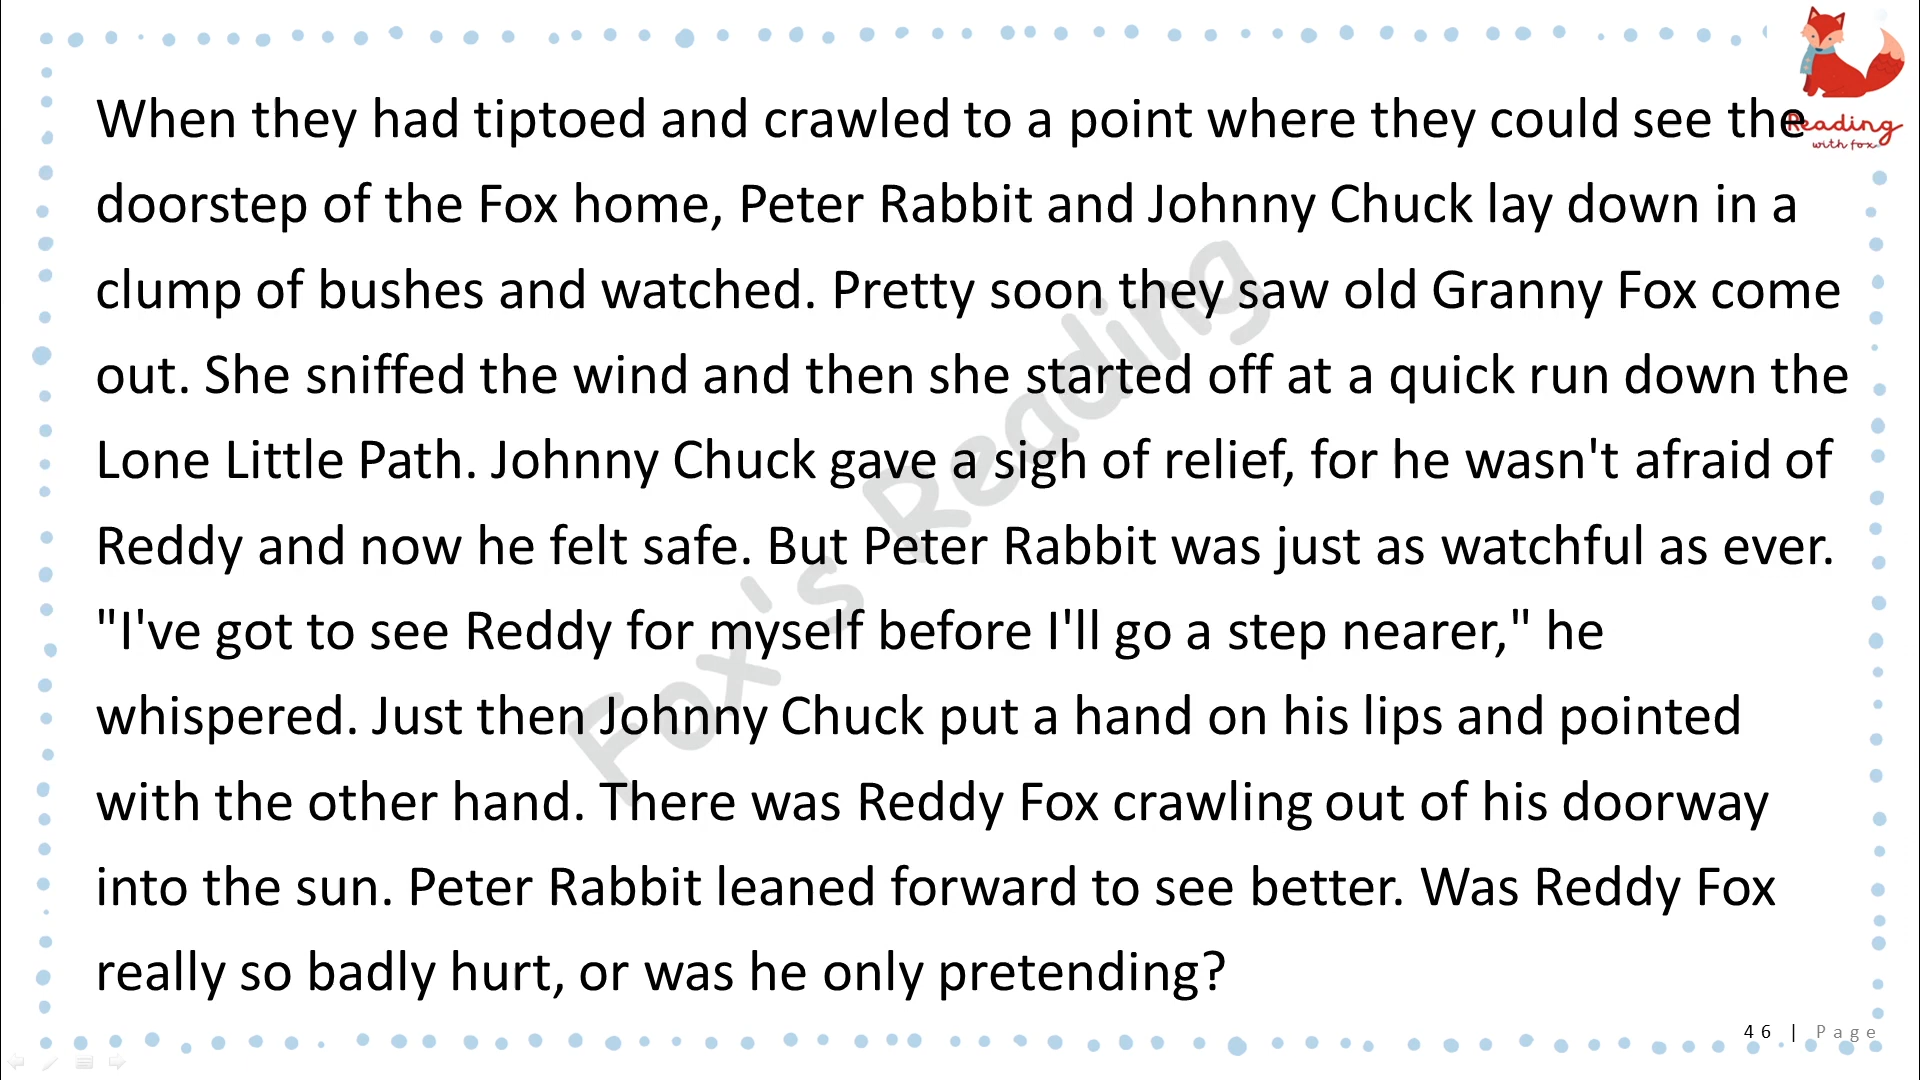 When they had tiptoed and crawled to a point where they could see the
doorstep of the Fox home, Peter Rabbit and Johnny Chuck lay down in a
clump of bushes and watched. Pretty soon they saw old Granny Fox come
out. She sniffed the wind and then she started off at a quick run down the
Lone Little Path. Johnny Chuck gave a sigh of relief, for he wasn't afraid of
Reddy and now he felt safe. But Peter Rabbit was just as watchful as ever.
"I've got to see Reddy for myself before I'll go a step nearer," he
whispered. Just then Johnny Chuck put a hand on his lips and pointed
with the other hand. There was Reddy Fox crawling out of his doorway
into the sun. Peter Rabbit leaned forward to see better. Was Reddy Fox
really so badly hurt, or was he only pretending?
Reading
with fox
Fox's Reading
46 | Page